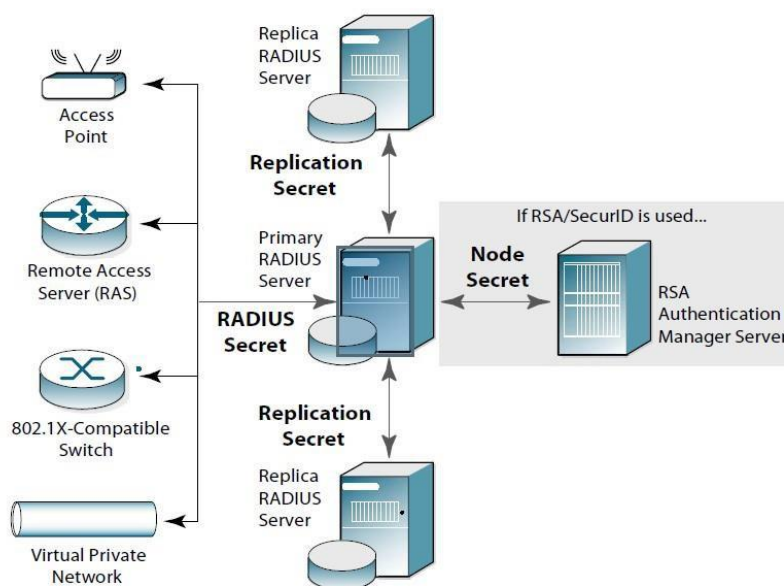 Replica
RADIUS
Server
Access
Point
Replication
Secret
If RSA/SecurID is used...
Primary
RADIUS
Server
Node
Secret
Remote Access
Server (RAS)
RADIUS
Secret
RSA
Authentication
Manager Server
802.1X-Compatible
Switch
Replication
Secret
Replica
RADIUS
Server
Virtual Private
Network